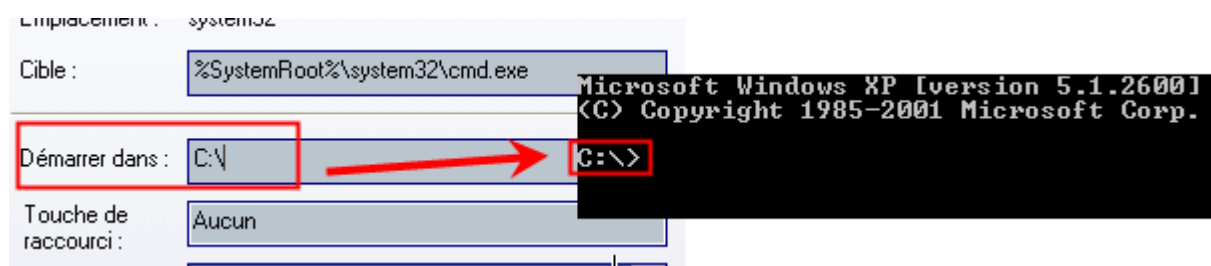 Emplacement : system32
Cible : %SystemRoot%\system32\cmd.exe
Microsoft Windows XP [version 5.1.2600]
(C) Copyright 1985-2001 Microsoft Corp.
Démarrer dans : C:\
C:\>
Touche de
raccourci :
Aucun